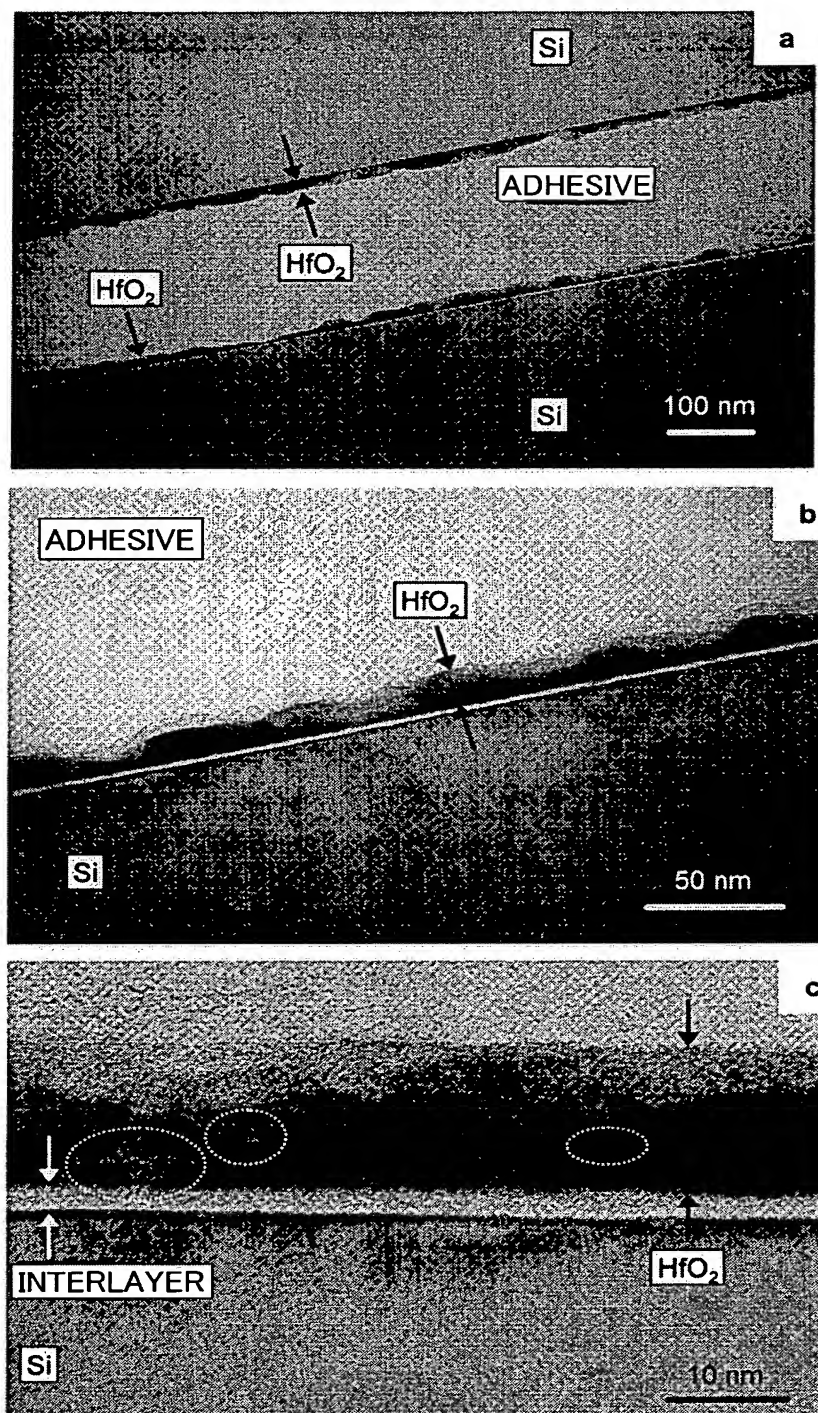 a
Si
ADHESIVE
HfO₂
HfO₂
Si
100 nm
b
ADHESIVE
HfO₂
Si
50 nm
c
INTERLAYER
HfO₂
Si
10 nm